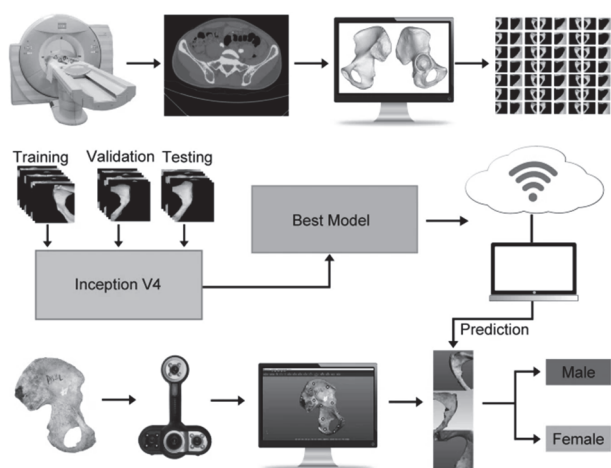 Training
Validation
Testing
Best Model
Inception V4
Prediction
Male
Female